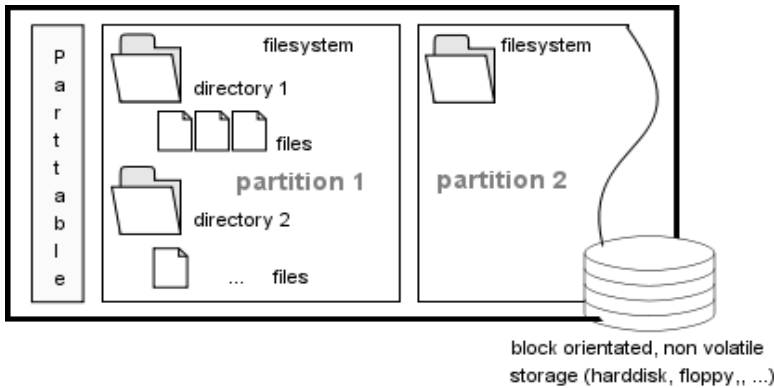 Parttable
filesystem
directory 1
files
partition 1
directory 2
... files
filesystem
partition 2
block orientated, non volatile
storage (harddisk, floppy,, ...)